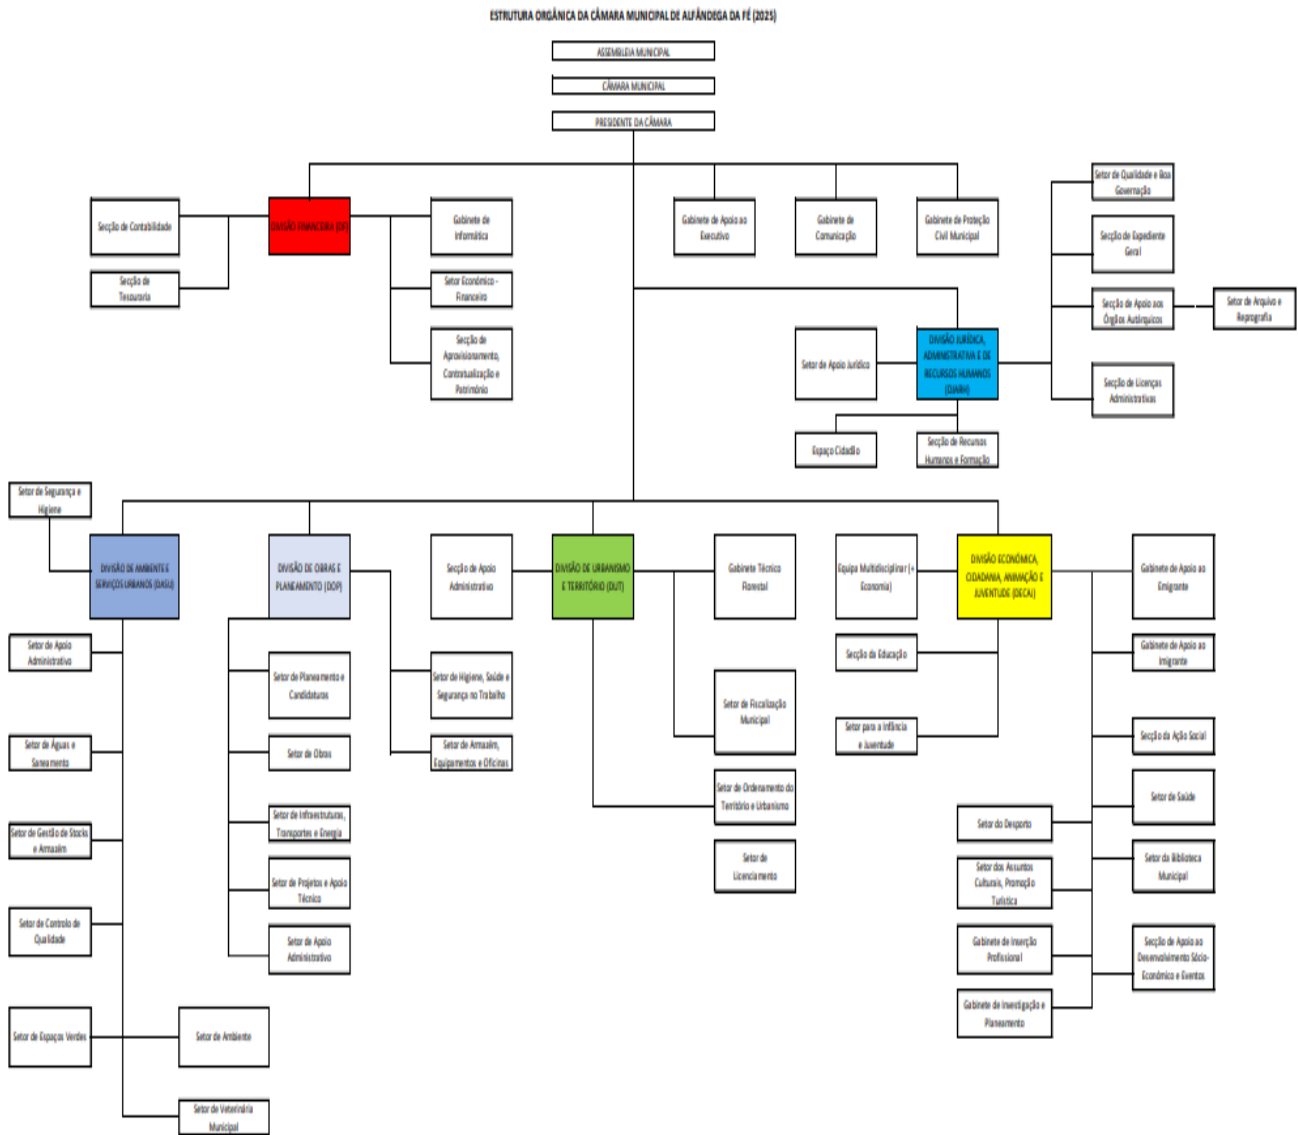 ESTRUTURA ORGÂNICA DA CÂMARA MUNICIPAL DE ALFÂNDEGA DA FÉ (2025)
ASSEMBLEIA MUNICIPAL
CÂMARA MUNICIPAL
PRESIDENTE DA CÂMARA
Secção de Contabilidade
DIVISÃO FINANCEIRA (DF)
Gabinete de
Informática
Gabinete de Apoio ao
Executivo
Gabinete de
Comunicação
Gabinete de Proteção
Civil Municipal
Setor de Qualidade e Boa
Governação
Secção de Expediente
Geral
Secção de
Tesouraria
Setor Económico -
Financeiro
Secção de Apoio aos
Órgãos Autárquicos
Setor de Arquivo e
Reprografia
Secção de
Aprovisionamento,
Contratualização e
Património
Setor de Apoio Jurídico
DIVISÃO JURÍDICA,
ADMINISTRATIVA E DE
RECURSOS HUMANOS
(DJARH)
Secção de Licenças
Administrativas
Espaço Cidadão
Secção de Recursos
Humanos e Formação
Setor de Segurança e
Higiene
DIVISÃO DE AMBIENTE E
SERVIÇOS URBANOS (DASU)
DIVISÃO DE OBRAS E
PLANEAMENTO (DOP)
Secção de Apoio
Administrativo
DIVISÃO DE URBANISMO
E TERRITÓRIO (DUT)
Gabinete Técnico
Florestal
Equipa Multidisciplinar (+
Economia)
DIVISÃO ECONÓMICA,
CIDADANIA, ANIMAÇÃO E
JUVENTUDE (DECAJ)
Gabinete de Apoio ao
Emigrante
Setor de Apoio
Administrativo
Setor de Planeamento e
Candidaturas
Setor de Higiene, Saúde e
Segurança no Trabalho
Setor de Fiscalização
Municipal
Secção da Educação
Gabinete de Apoio ao
Imigrante
Setor de Águas e
Saneamento
Setor de Obras
Setor de Armazém,
Equipamentos e Oficinas
Setor para a Infância
e Juventude
Secção da Ação Social
Setor de Ordenamento do
Território e Urbanismo
Setor de Saúde
Setor de Gestão de Stocks
e Armazém
Setor de Infraestruturas,
Transportes e Energia
Setor do Desporto
Setor de
Licenciamento
Setor da Biblioteca
Municipal
Setor de Projetos e Apoio
Técnico
Setor dos Assuntos
Culturais, Promoção
Turística
Setor de Controlo de
Qualidade
Setor de Apoio
Administrativo
Gabinete de Inserção
Profissional
Secção de Apoio ao
Desenvolvimento Sócio-
Económico e Eventos
Gabinete de Investigação e
Planeamento
Setor de Espaços Verdes
Setor de Ambiente
Setor de Veterinária
Municipal